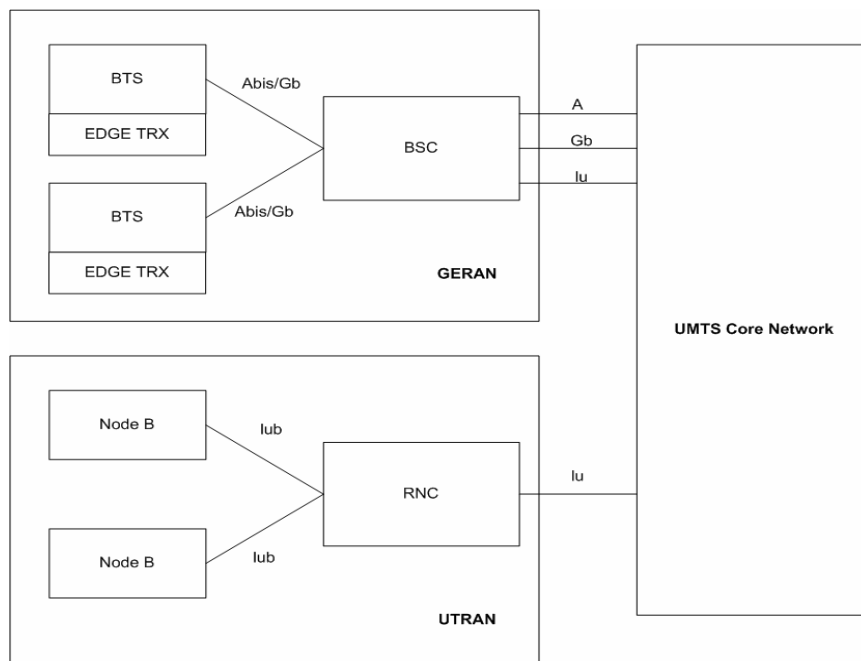 BTS
EDGE TRX
Abis/Gb
BTS
EDGE TRX
Abis/Gb
BSC
A
Gb
Iu
GERAN
UMTS Core Network
Node B
Iub
Node B
Iub
RNC
Iu
UTRAN